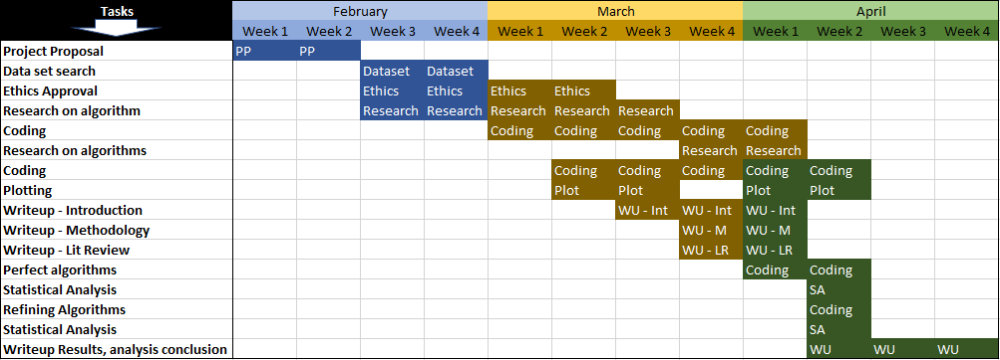 Tasks February March April
Week 1 Week 2 Week 3 Week 4 Week 1 Week 2 Week 3 Week 4 Week 1 Week 2 Week 3 Week 4
Project Proposal PP PP
Data set search Dataset Dataset
Ethics Approval Ethics Ethics Ethics Ethics
Research on algorithm Research Research Research Research Research
Coding Coding Coding Coding Coding Coding
Research on algorithms Research Research
Coding Coding Coding Coding Coding Coding
Plotting Plot Plot Plot Plot
Writeup - Introduction WU - Int WU - Int WU - Int
Writeup - Methodology WU - M WU - M
Writeup - Lit Review WU - LR WU - LR
Perfect algorithms Coding Coding
Statistical Analysis SA
Refining Algorithms Coding
Statistical Analysis SA
Writeup Results, analysis conclusion WU WU WU